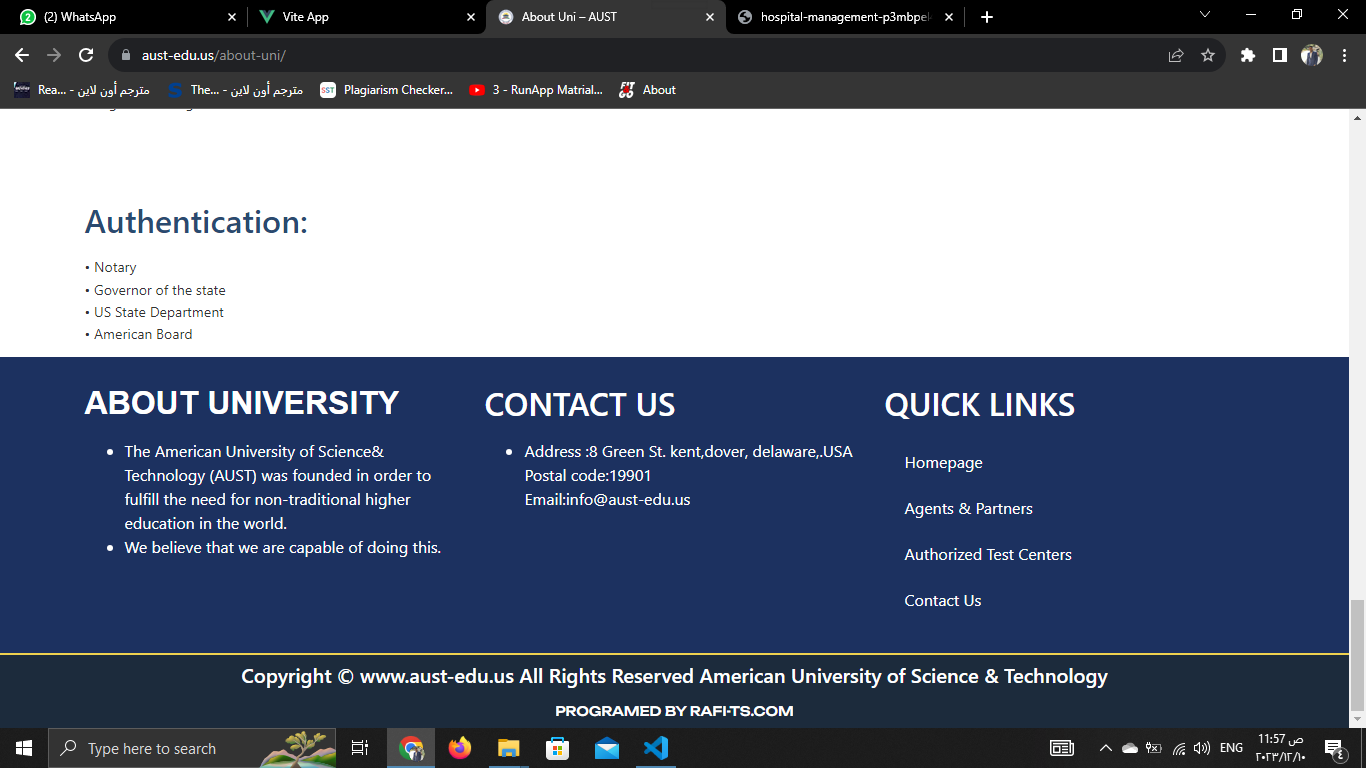 (2) WhatsApp
Vite App
About Uni – AUST
hospital-management-p3mbpel
aust-edu.us/about-uni/
Rea... - مترجم أون لاين
The... - مترجم أون لاين
SST
Plagiarism Checker...
3 - RunApp Matrial...
About
Authentication:
• Notary
• Governor of the state
• US State Department
• American Board
ABOUT UNIVERSITY
• The American University of Science&
Technology (AUST) was founded in order to
fulfill the need for non-traditional higher
education in the world.
• We believe that we are capable of doing this.
CONTACT US
• Address :8 Green St. kent,dover, delaware,.USA
Postal code:19901
Email:info@aust-edu.us
QUICK LINKS
Homepage
Agents & Partners
Authorized Test Centers
Contact Us
Copyright © www.aust-edu.us All Rights Reserved American University of Science & Technology
PROGRAMED BY RAFI-TS.COM
Type here to search
ENG
11:57 ص
٢٠٢٣/١٢/١٠
٤